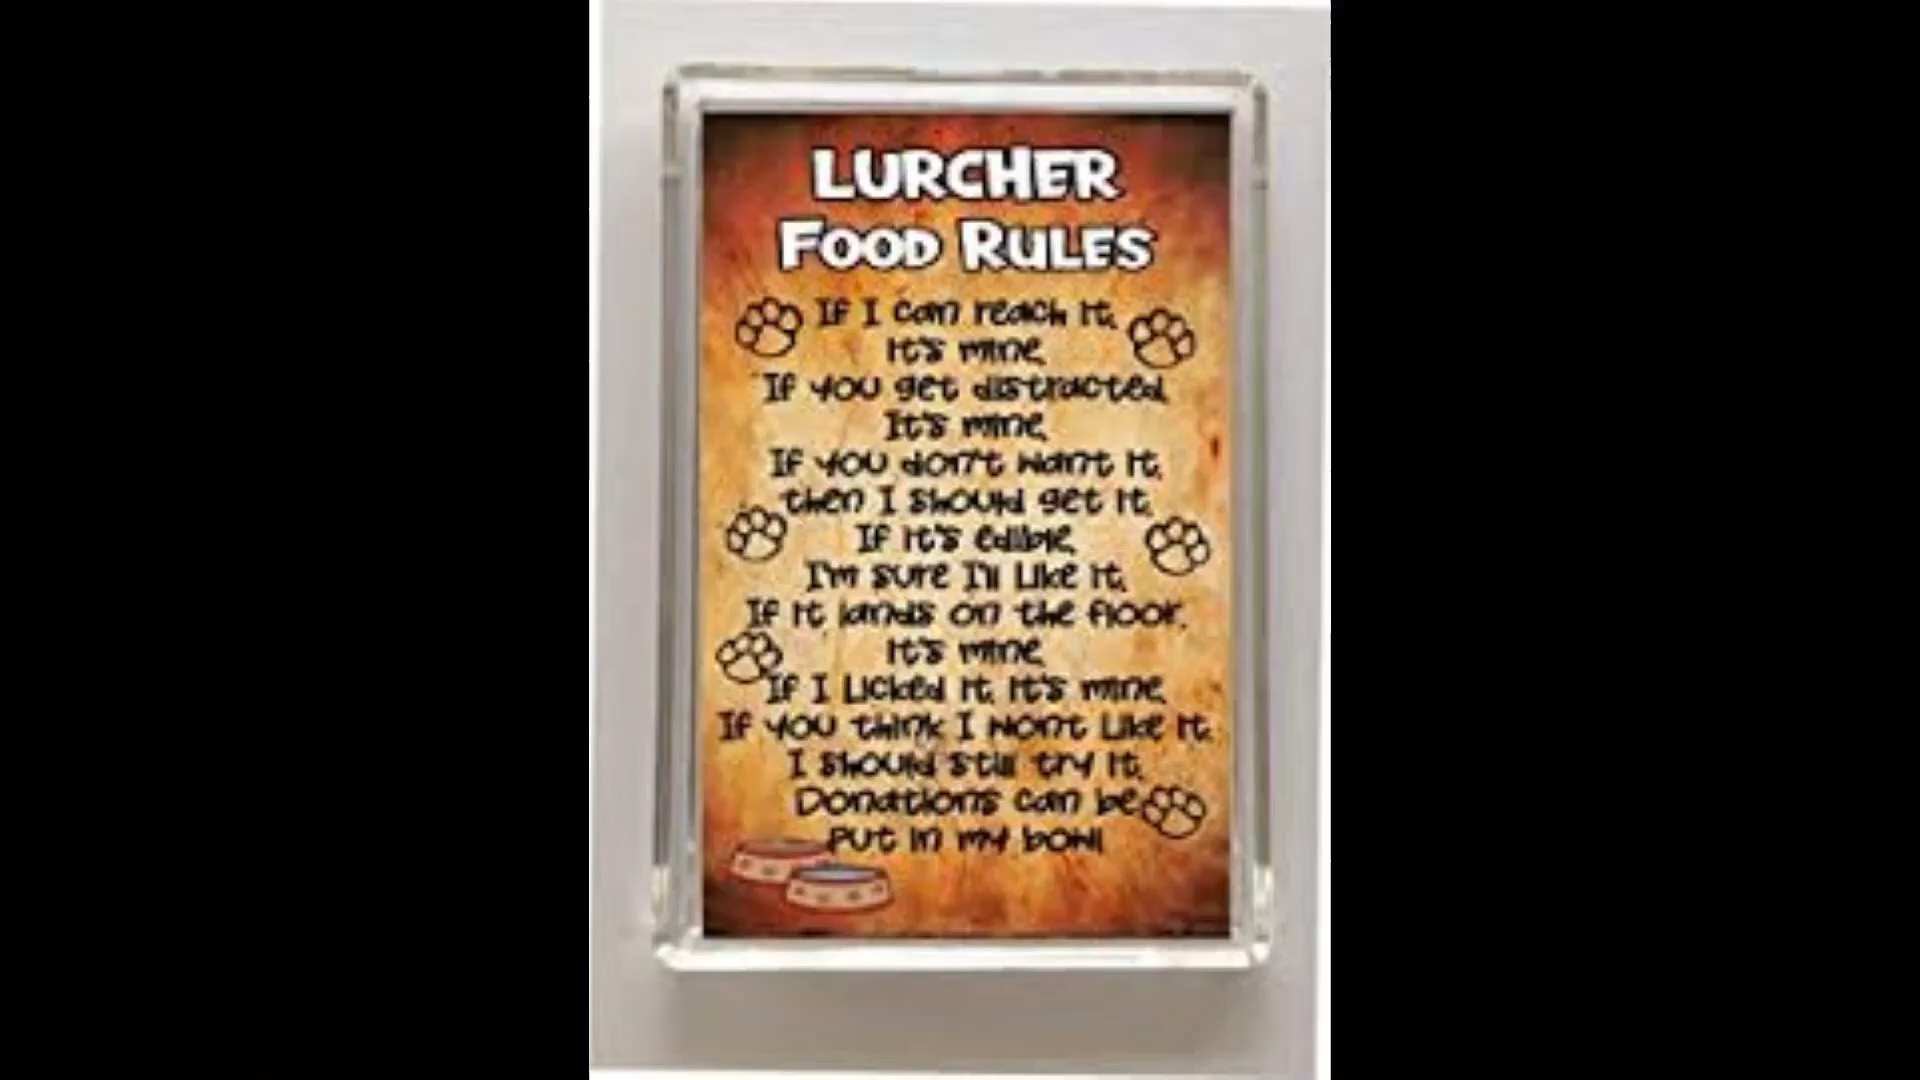 LURCHER
FOOD RULES
If I can reach it,
It's mine.
If you get distracted,
It's mine.
If you don't want it,
then I should get it.
If it's edible,
I'm sure I'll like it.
If it lands on the floor,
It's mine.
If I licked it, it's mine.
If you think I won't like it,
I should still try it.
Donations can be
put in my bowl